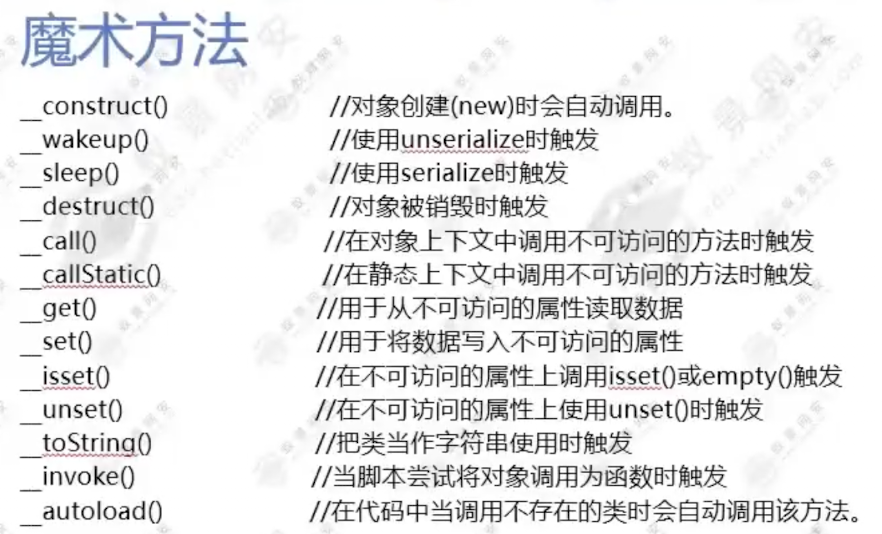 魔术方法
__construct() //对象创建(new)时会自动调用。
__wakeup() //使用unserialize时触发
__sleep() //使用serialize时触发
__destruct() //对象被销毁时触发
__call() //在对象上下文中调用不可访问的方法时触发
__callStatic() //在静态上下文中调用不可访问的方法时触发
__get() //用于从不可访问的属性读取数据
__set() //用于将数据写入不可访问的属性
__isset() //在不可访问的属性上调用isset()或empty()触发
__unset() //在不可访问的属性上使用unset()时触发
__toString() //把类当作字符串使用时触发
__invoke() //当脚本尝试将对象调用为函数时触发
__autoload() //在代码中当调用不存在的类时会自动调用该方法。